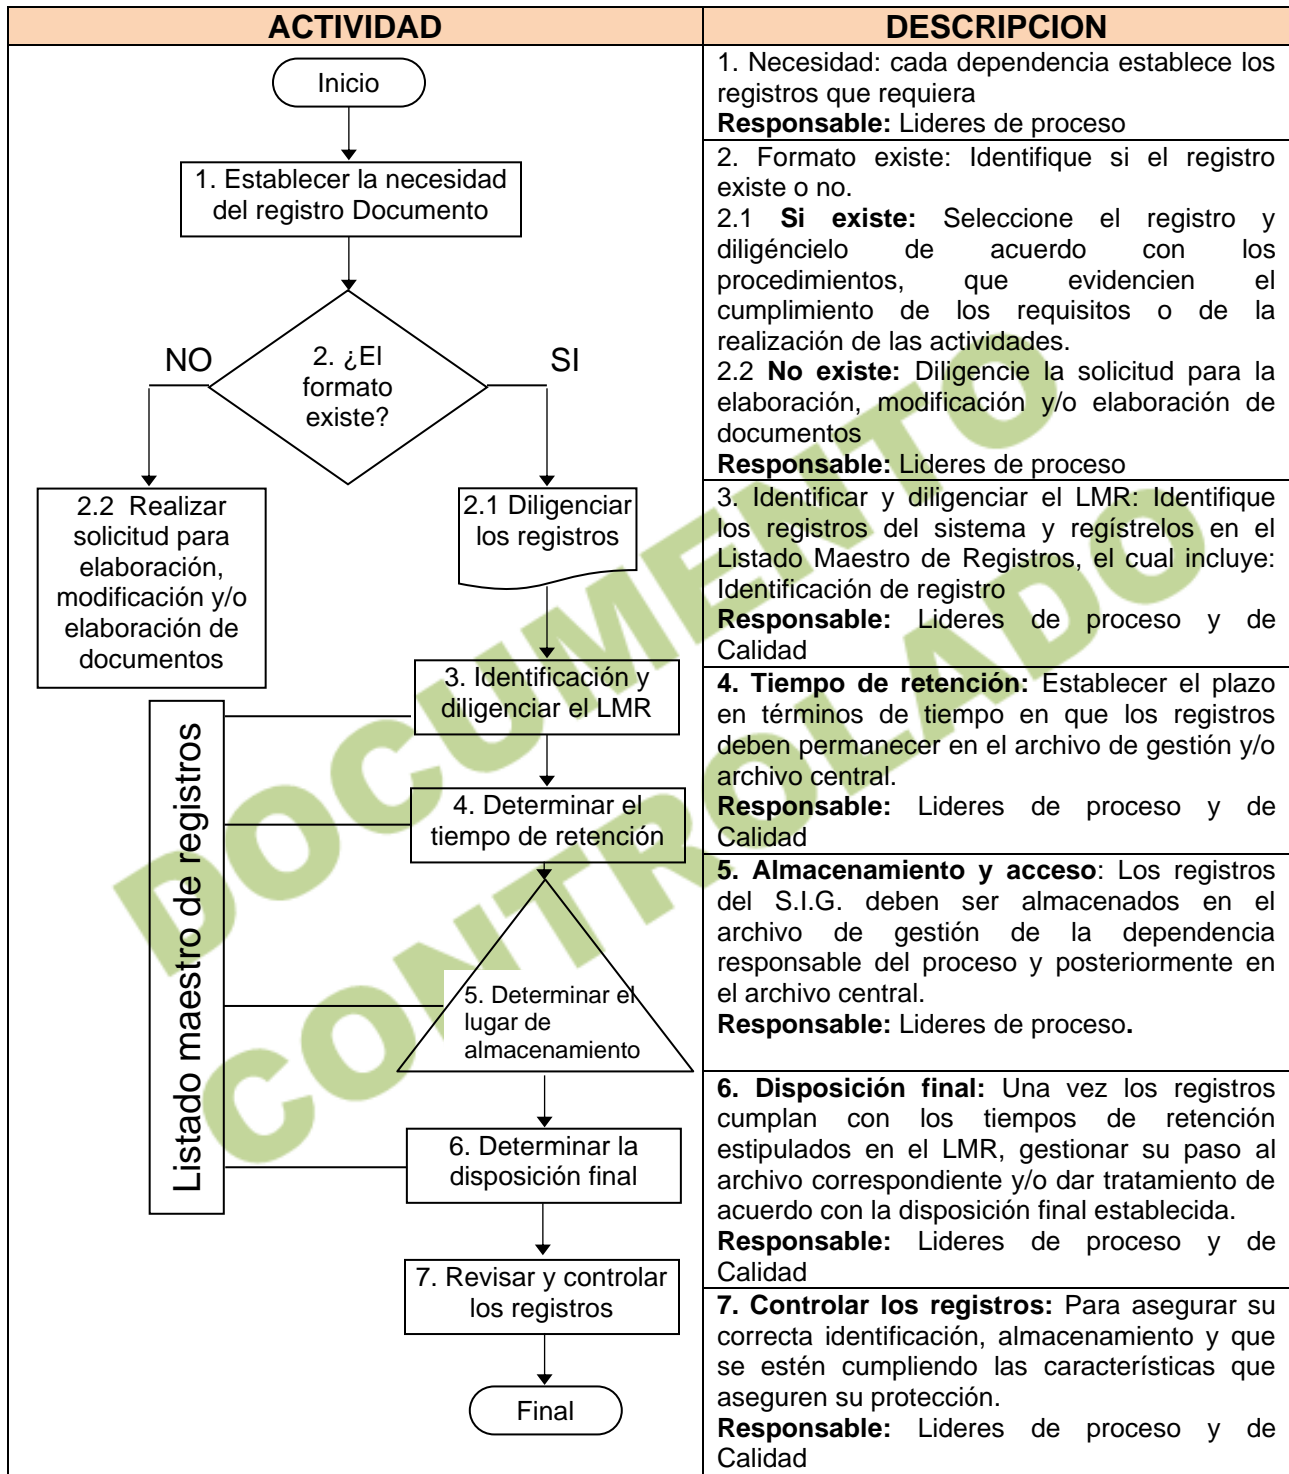 ACTIVIDAD
Inicio
1. Establecer la necesidad
del registro Documento
2. ¿El
formato
existe?
NO
SI
2.2 Realizar
solicitud para
elaboración,
modificación y/o
elaboración de
documentos
2.1 Diligenciar
los registros
3. Identificación y
diligenciar el LMR
4. Determinar el
tiempo de retención
5. Determinar el
lugar de
almacenamiento
6. Determinar la
disposición final
7. Revisar y controlar
los registros
Final
Listado maestro de registros
DESCRIPCION
1. Necesidad: cada dependencia establece los
registros que requiera
Responsable: Lideres de proceso
2. Formato existe: Identifique si el registro
existe o no.
2.1 Si existe: Seleccione el registro y
diligéncielo de acuerdo con los
procedimientos, que evidencien el
cumplimiento de los requisitos o de la
realización de las actividades.
2.2 No existe: Diligencie la solicitud para la
elaboración, modificación y/o elaboración de
documentos
Responsable: Lideres de proceso
3. Identificar y diligenciar el LMR: Identifique
los registros del sistema y regístrelos en el
Listado Maestro de Registros, el cual incluye:
Identificación de registro
Responsable: Lideres de proceso y de
Calidad
4. Tiempo de retención: Establecer el plazo
en términos de tiempo en que los registros
deben permanecer en el archivo de gestión y/o
archivo central.
Responsable: Lideres de proceso y de
Calidad
5. Almacenamiento y acceso: Los registros
del S.I.G. deben ser almacenados en el
archivo de gestión de la dependencia
responsable del proceso y posteriormente en
el archivo central.
Responsable: Lideres de proceso.
6. Disposición final: Una vez los registros
cumplan con los tiempos de retención
estipulados en el LMR, gestionar su paso al
archivo correspondiente y/o dar tratamiento de
acuerdo con la disposición final establecida.
Responsable: Lideres de proceso y de
Calidad
7. Controlar los registros: Para asegurar su
correcta identificación, almacenamiento y que
se estén cumpliendo las características que
aseguren su protección.
Responsable: Lideres de proceso y de
Calidad
DOCUMENTO
CONTROLADO